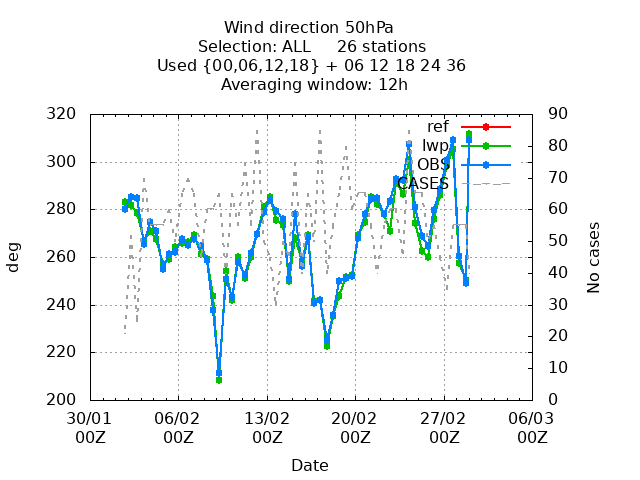 Wind direction 50hPa
Selection: ALL 26 stations
Used {00,06,12,18} + 06 12 18 24 36
Averaging window: 12h
320
300
280
260
240
220
200
deg
90
80
70
60
50
40
30
20
10
0
No cases
ref
lwp
OBS
CASES
30/01 06/02 13/02 20/02 27/02 06/03
00Z 00Z 00Z 00Z 00Z 00Z
Date